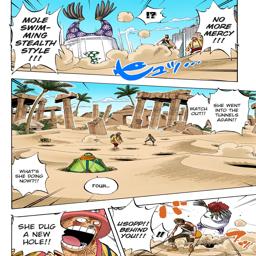 NO MORE
MERCY!!!
!?
MOLE
SWIM-
MING
STEALTH
STYLE!!!
SHE WENT
INTO THE
TUNNELS
AGAIN!!
WATCH
OUT!!
WHAT'S
SHE DOING
NOW?!!
FOUR...
BEHIND
YOU!!!
USOPP!!
!!
SHE DUG
A NEW
HOLE!!